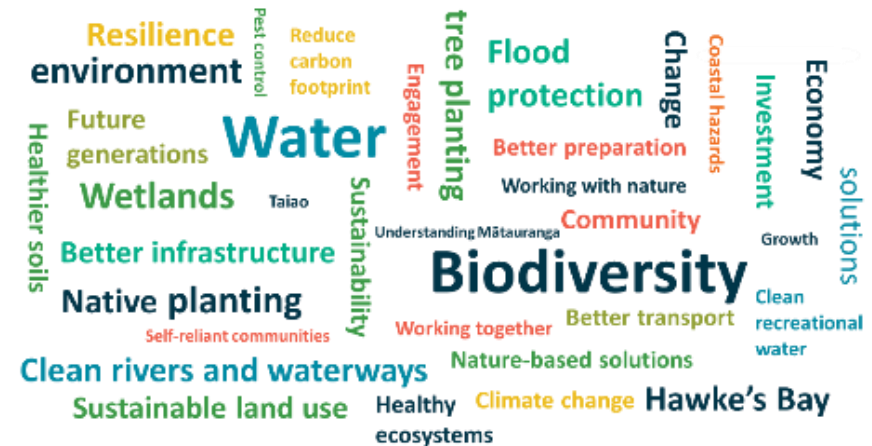 Resilience
environment
Pest control
Reduce
carbon
footprint
Engagement
tree planting
Flood
protection
Change
Coastal hazards
Investment
Economy
solutions
Future
generations
Water
Better preparation
Healthier soils
Wetlands
Taiao
Sustainability
Working with nature
Understanding Mātauranga
Community
Growth
Better infrastructure
Biodiversity
Native planting
Clean
recreational
water
Self-reliant communities
Working together
Better transport
Clean rivers and waterways
Nature-based solutions
Sustainable land use
Healthy
ecosystems
Climate change
Hawke's Bay